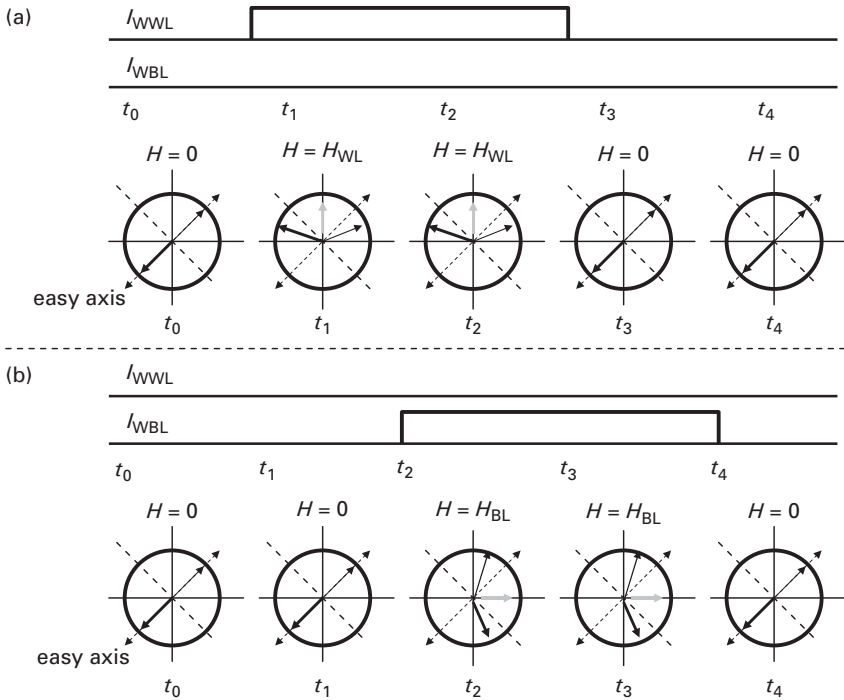 (a)
I_WWL
I_WBL
t_0 t_1 t_2 t_3 t_4
H = 0 H = H_WL H = H_WL H = 0 H = 0
easy axis
t_0 t_1 t_2 t_3 t_4
(b)
I_WWL
I_WBL
t_0 t_1 t_2 t_3 t_4
H = 0 H = 0 H = H_BL H = H_BL H = 0
easy axis
t_0 t_1 t_2 t_3 t_4